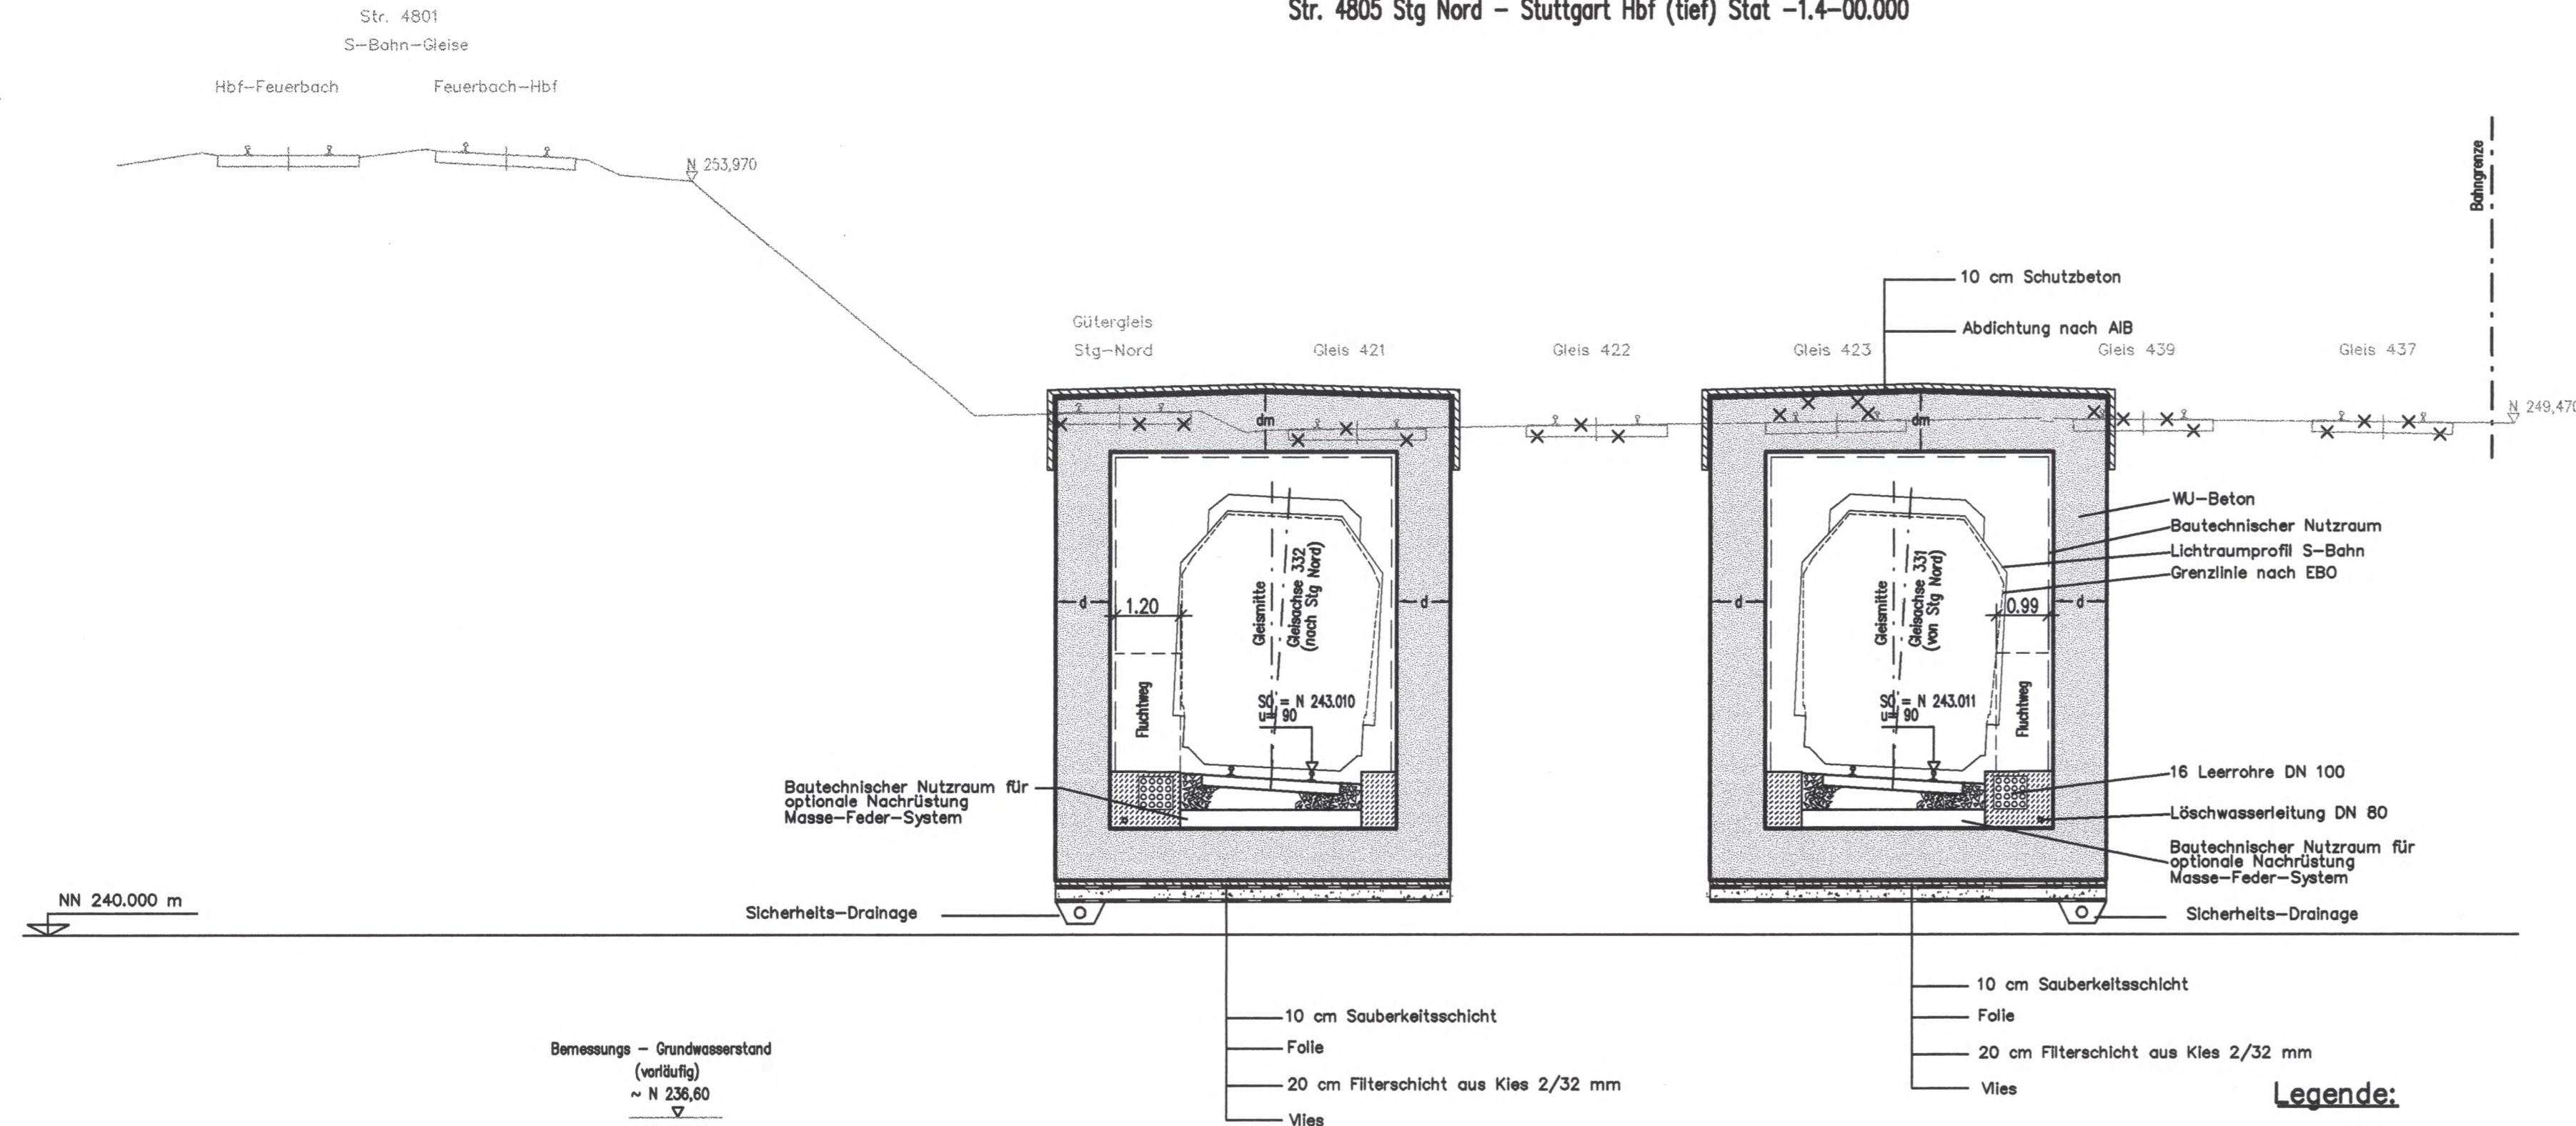 Str. 4805 Stg Nord – Stuttgart Hbf (tief) Stat –1.4–00.000
Str. 4801
S–Bahn–Gleise
Hbf–Feuerbach
Feuerbach–Hbf
N 253,970
Bahngrenze
10 cm Schutzbeton
Abdichtung nach AIB
Gütergleis
Stg–Nord
Gleis 421
Gleis 422
Gleis 423
Gleis 439
Gleis 437
N 249,470
dm
dm
WU–Beton
Bautechnischer Nutzraum
Lichtraumprofil S–Bahn
Grenzlinie nach EBO
d
1.20
Gleismitte
Gleisachse 332
(nach Stg Nord)
d
d
Gleismitte
Gleisachse 331
(von Stg Nord)
0.99
d
Fluchtweg
SO = N 243.010
u= 90
SO = N 243.011
u= 90
Fluchtweg
Bautechnischer Nutzraum für
optionale Nachrüstung
Masse–Feder–System
16 Leerrohre DN 100
Löschwasserleitung DN 80
Bautechnischer Nutzraum für
optionale Nachrüstung
Masse–Feder–System
NN 240.000 m
Sicherheits–Drainage
Sicherheits–Drainage
10 cm Sauberkeitsschicht
Folie
20 cm Filterschicht aus Kies 2/32 mm
Vlies
10 cm Sauberkeitsschicht
Folie
20 cm Filterschicht aus Kies 2/32 mm
Vlies
Bemessungs – Grundwasserstand
(vorläufig)
~ N 236,60
Legende: